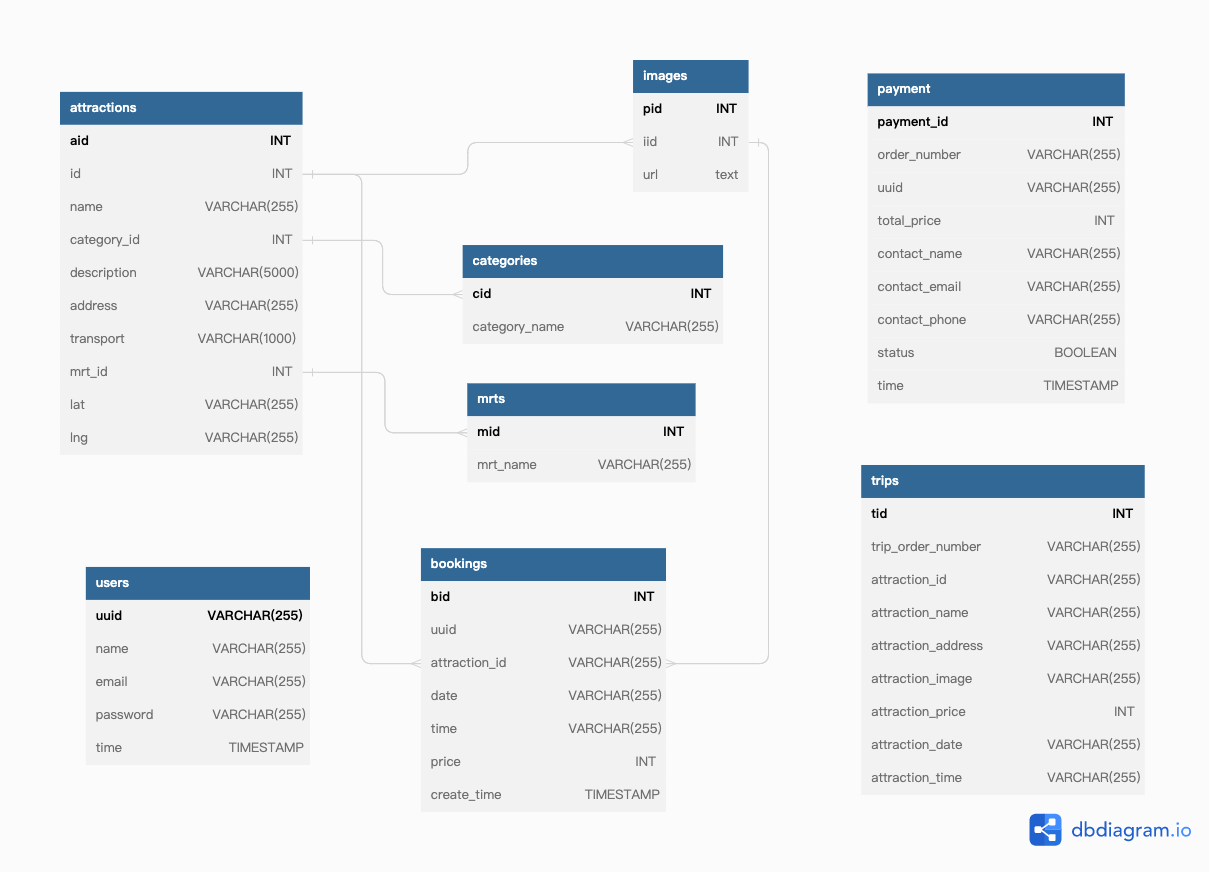 attractions
aid INT
id INT
name VARCHAR(255)
category_id INT
description VARCHAR(5000)
address VARCHAR(255)
transport VARCHAR(1000)
mrt_id INT
lat VARCHAR(255)
lng VARCHAR(255)
images
pid INT
iid INT
url text
categories
cid INT
category_name VARCHAR(255)
mrts
mid INT
mrt_name VARCHAR(255)
payment
payment_id INT
order_number VARCHAR(255)
uuid VARCHAR(255)
total_price INT
contact_name VARCHAR(255)
contact_email VARCHAR(255)
contact_phone VARCHAR(255)
status BOOLEAN
time TIMESTAMP
users
uuid VARCHAR(255)
name VARCHAR(255)
email VARCHAR(255)
password VARCHAR(255)
time TIMESTAMP
bookings
bid INT
uuid VARCHAR(255)
attraction_id VARCHAR(255)
date VARCHAR(255)
time VARCHAR(255)
price INT
create_time TIMESTAMP
trips
tid INT
trip_order_number VARCHAR(255)
attraction_id VARCHAR(255)
attraction_name VARCHAR(255)
attraction_address VARCHAR(255)
attraction_image VARCHAR(255)
attraction_price INT
attraction_date VARCHAR(255)
attraction_time VARCHAR(255)
dbdiagram.io